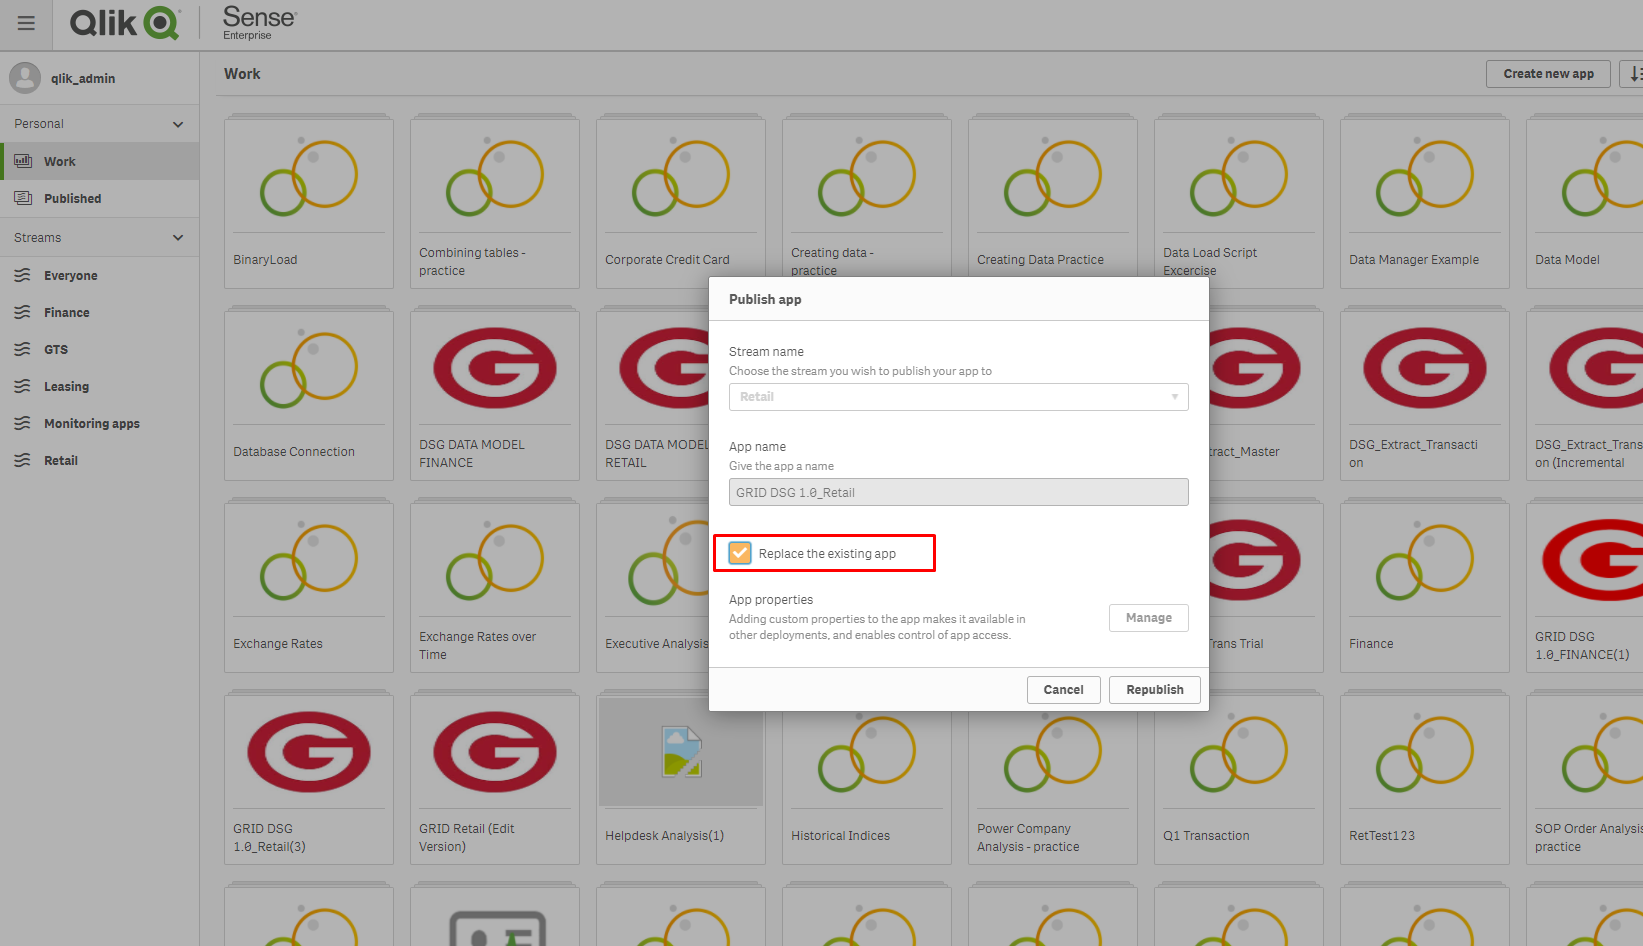 Qlik
Sense
Enterprise
qlik_admin
Personal
Work
Published
Streams
Everyone
Finance
GTS
Leasing
Monitoring apps
Retail
Work
Create new app
BinaryLoad
Combining tables -
practice
Corporate Credit Card
Creating data -
practice
Creating Data Practice
Data Load Script
Excercise
Data Manager Example
Data Model
Database Connection
DSG DATA MODEL
FINANCE
DSG DATA MODEL
RETAIL
tract_Master
DSG_Extract_Transacti
on
DSG_Extract_Trans
on (Incremental
Exchange Rates
Exchange Rates over
Time
Executive Analysis
Trans Trial
Finance
GRID DSG
1.0_FINANCE(1)
GRID DSG
1.0_Retail(3)
GRID Retail (Edit
Version)
Helpdesk Analysis(1)
Historical Indices
Power Company
Analysis - practice
Q1 Transaction
RetTest123
SOP Order Analysis
practice
Publish app
Stream name
Choose the stream you wish to publish your app to
Retail
App name
Give the app a name
GRID DSG 1.0_Retail
Replace the existing app
App properties
Adding custom properties to the app makes it available in
other deployments, and enables control of app access.
Manage
Cancel
Republish